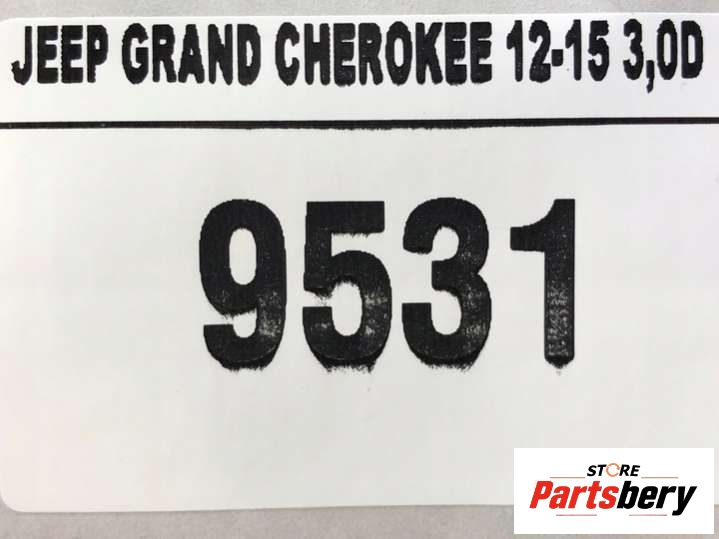 JEEP GRAND CHEROKEE 12-15 3,0D
9531
STORE
Partsbery